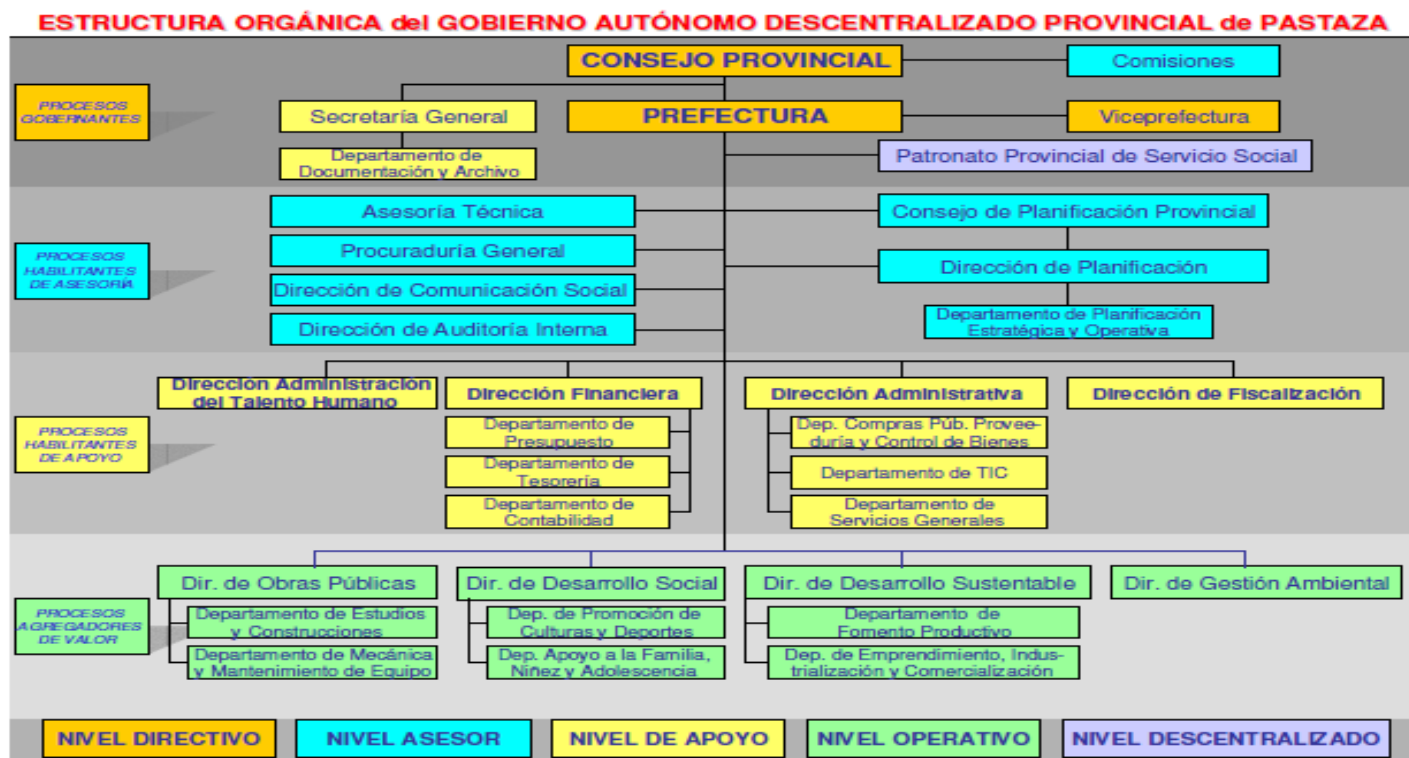 ESTRUCTURA ORGÁNICA del GOBIERNO AUTÓNOMO DESCENTRALIZADO PROVINCIAL de PASTAZA
CONSEJO PROVINCIAL
Comisiones
PROCESOS
GOBERNANTES
Secretaría General
PREFECTURA
Viceprefectura
Departamento de
Documentación y Archivo
Patronato Provincial de Servicio Social
PROCESOS
HABILITANTES
DE ASESORÍA
Asesoría Técnica
Consejo de Planificación Provincial
Procuraduría General
Dirección de Planificación
Dirección de Comunicación Social
Dirección de Auditoría Interna
Departamento de Planificación
Estratégica y Operativa
PROCESOS
HABILITANTES
DE APOYO
Dirección Administración
del Talento Humano
Dirección Financiera
Departamento de
Presupuesto
Departamento de
Tesorería
Departamento de
Contabilidad
Dirección Administrativa
Dep. Compras Púb. Provee-
duría y Control de Bienes
Departamento de TIC
Departamento de
Servicios Generales
Dirección de Fiscalización
PROCESOS
AGREGADORES
DE VALOR
Dir. de Obras Públicas
Departamento de Estudios
y Construcciones
Departamento de Mecánica
y Mantenimiento de Equipo
Dir. de Desarrollo Social
Dep. de Promoción de
Culturas y Deportes
Dep. Apoyo a la Familia,
Niñez y Adolescencia
Dir. de Desarrollo Sustentable
Departamento de
Fomento Productivo
Dep. de Emprendimiento, Indus-
trialización y Comercialización
Dir. de Gestión Ambiental
NIVEL DIRECTIVO
NIVEL ASESOR
NIVEL DE APOYO
NIVEL OPERATIVO
NIVEL DESCENTRALIZADO